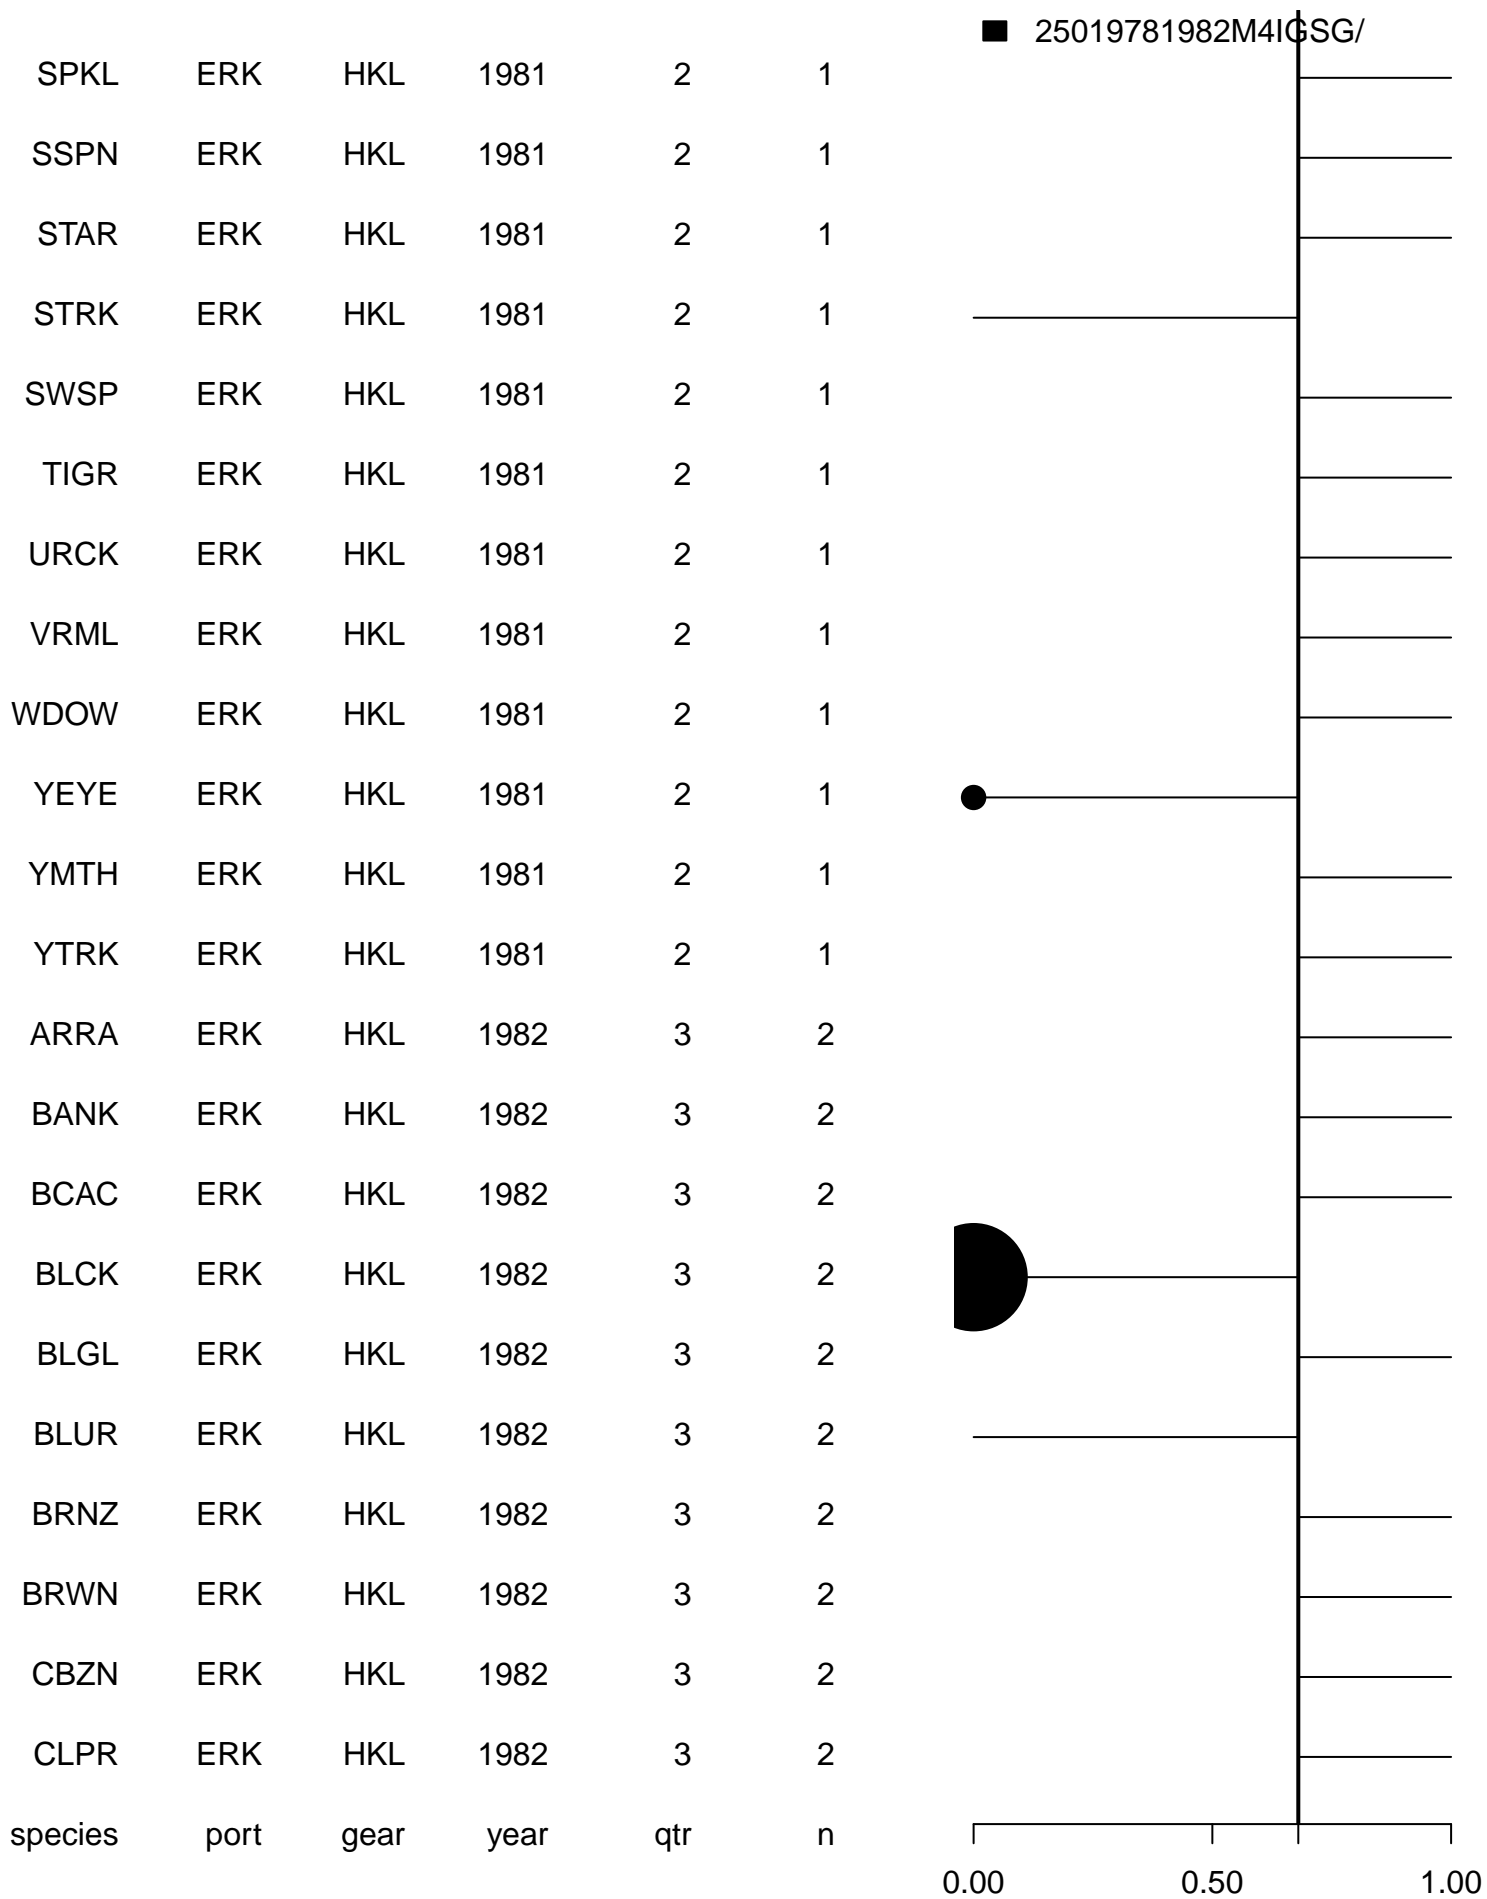 25019781982M4IGSG/
SPKL ERK HKL 1981 2 1
SSPN ERK HKL 1981 2 1
STAR ERK HKL 1981 2 1
STRK ERK HKL 1981 2 1
SWSP ERK HKL 1981 2 1
TIGR ERK HKL 1981 2 1
URCK ERK HKL 1981 2 1
VRML ERK HKL 1981 2 1
WDOW ERK HKL 1981 2 1
YEYE ERK HKL 1981 2 1
YMTH ERK HKL 1981 2 1
YTRK ERK HKL 1981 2 1
ARRA ERK HKL 1982 3 2
BANK ERK HKL 1982 3 2
BCAC ERK HKL 1982 3 2
BLCK ERK HKL 1982 3 2
BLGL ERK HKL 1982 3 2
BLUR ERK HKL 1982 3 2
BRNZ ERK HKL 1982 3 2
BRWN ERK HKL 1982 3 2
CBZN ERK HKL 1982 3 2
CLPR ERK HKL 1982 3 2
species port gear year qtr n
0.00 0.50 1.00